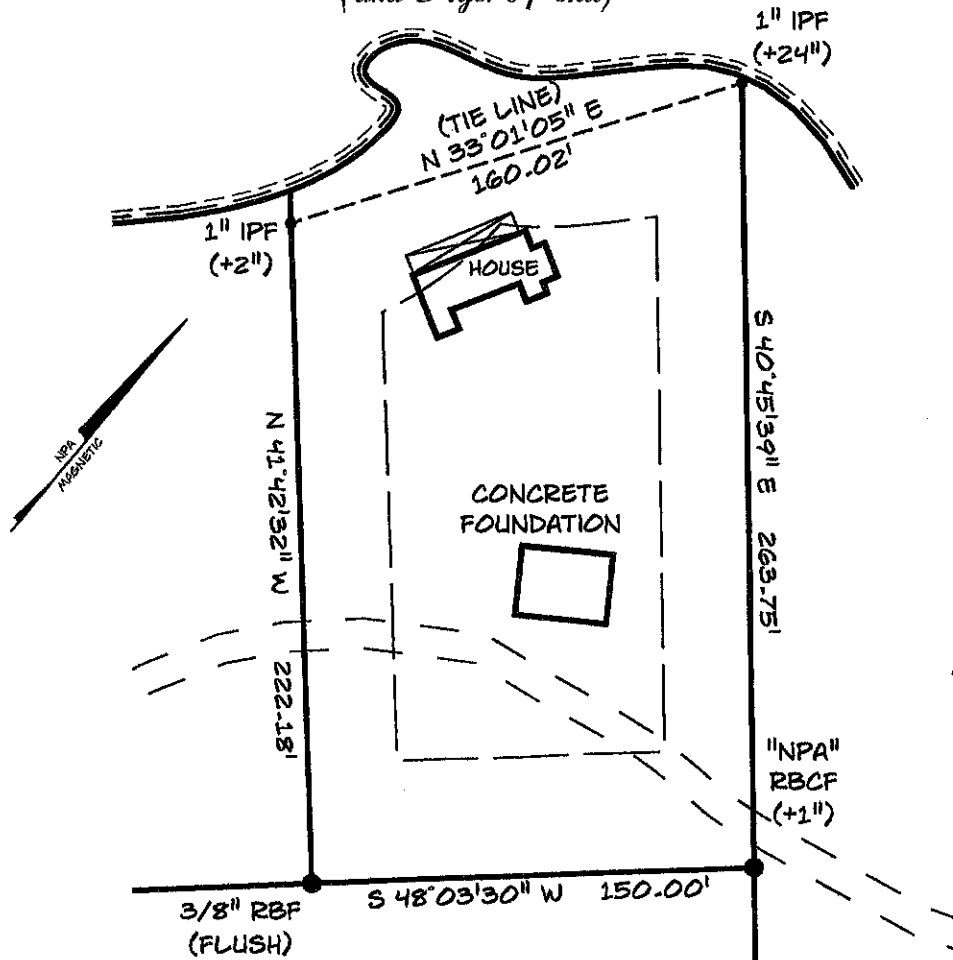 1" IPF
(+24")
(TIE LINE)
N 33°01'05" E
160.02'
1" IPF
(+2")
HOUSE
NPA
MAGNETIC
S 40°45'39" E 263.75'
N 41°42'32" W 222.18'
CONCRETE
FOUNDATION
"NPA"
RBCF
(+1")
S 48°03'30" W 150.00'
3/8" RBF
(FLUSH)